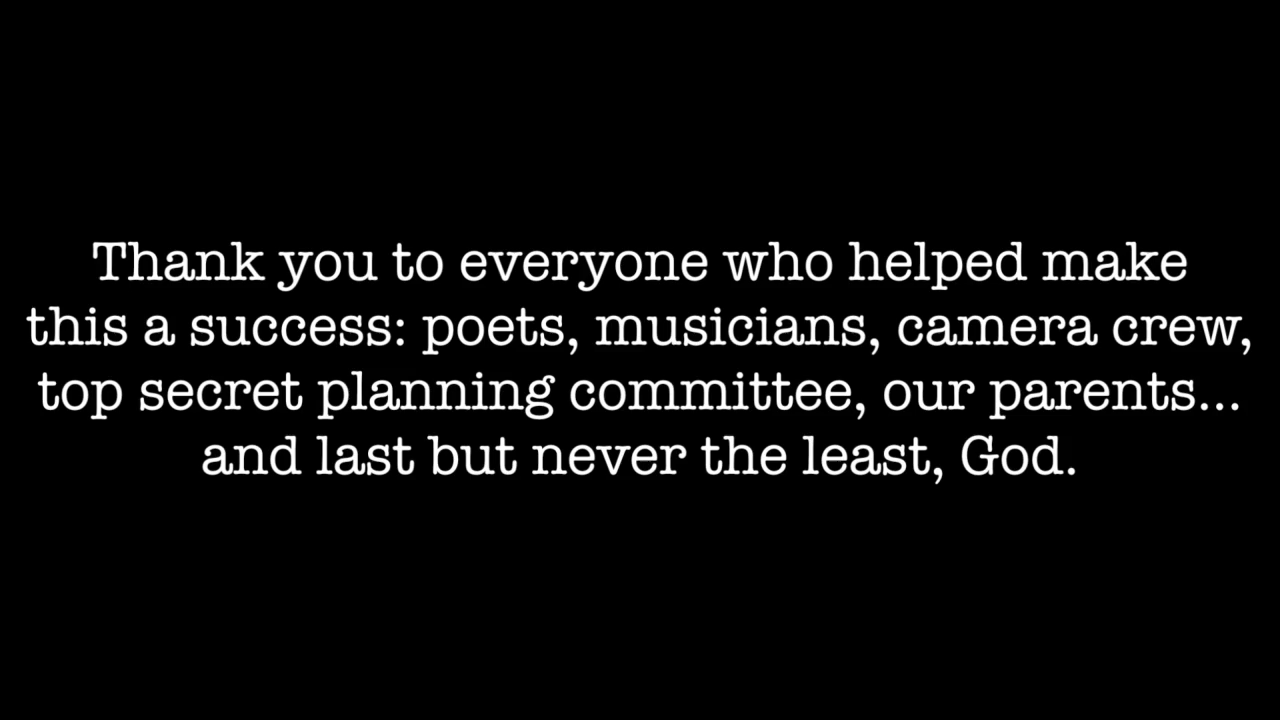 Thank you to everyone who helped make
this a success: poets, musicians, camera crew,
top secret planning committee, our parents...
and last but never the least, God.